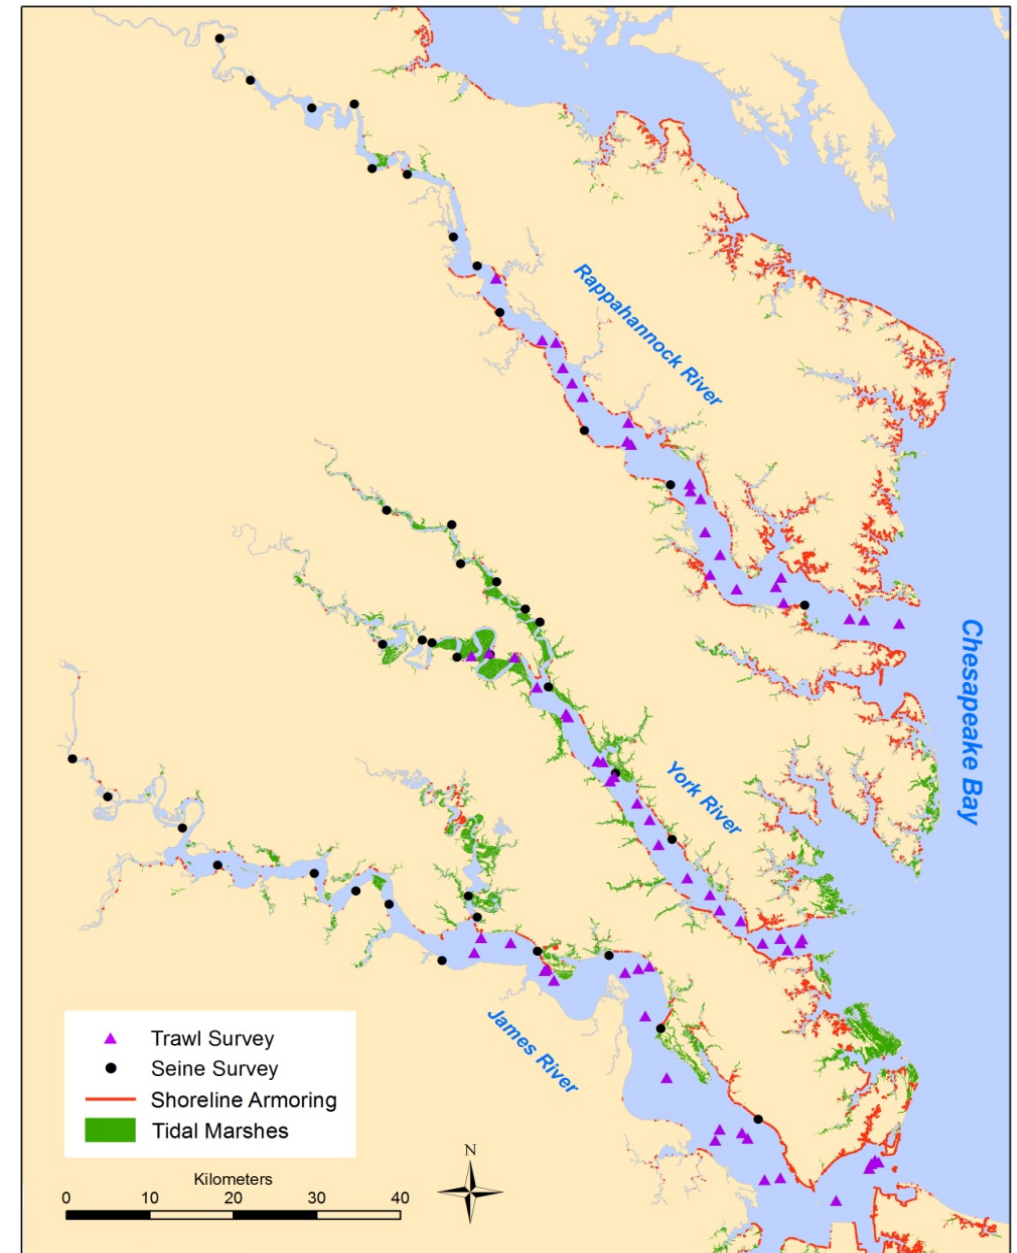 Rappahannock River
Chesapeake Bay
York River
James River
Trawl Survey
Seine Survey
Shoreline Armoring
Tidal Marshes
N
Kilometers
0 10 20 30 40